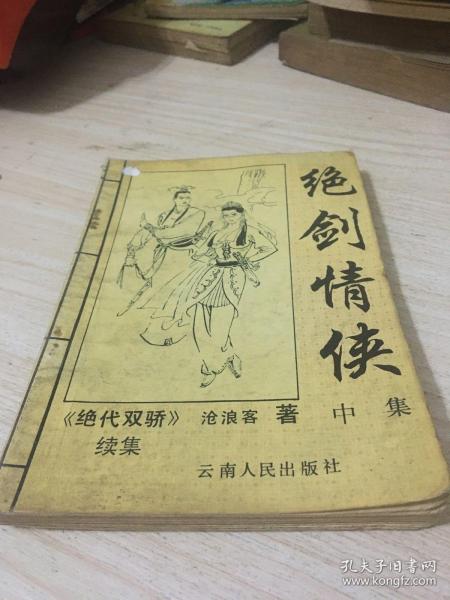 绝剑情侠
《绝代双骄》 沧浪客 著 中集
续集
云南人民出版社
孔夫子旧书网
www.kongfz.com